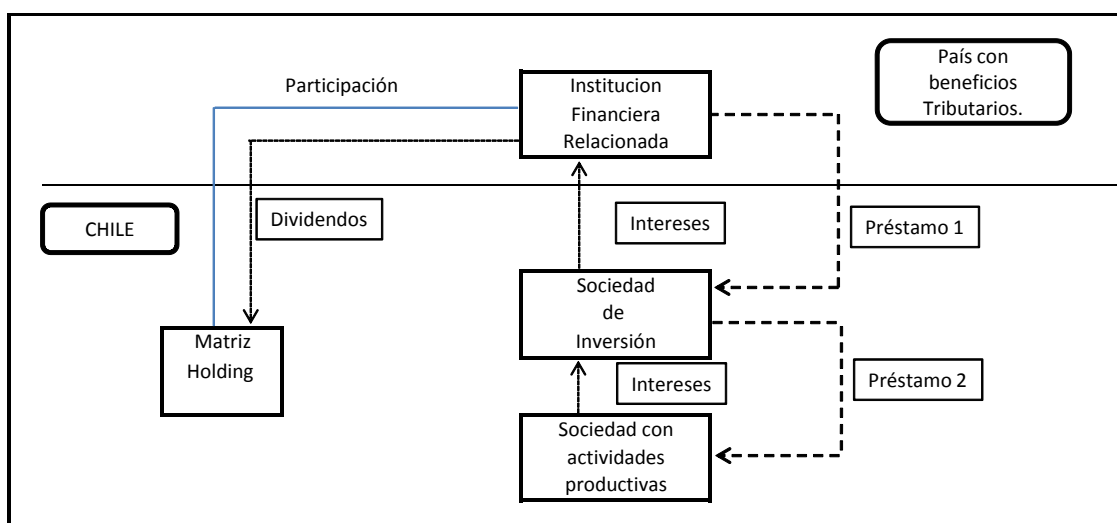 País con
beneficios
Tributarios.
Participación
Institucion
Financiera
Relacionada
CHILE
Dividendos
Intereses
Préstamo 1
Sociedad
de
Inversión
Matriz
Holding
Intereses
Préstamo 2
Sociedad con
actividades
productivas